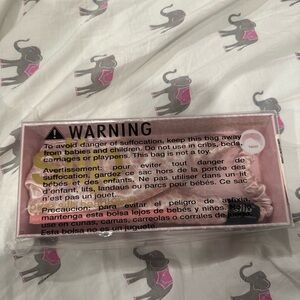 WARNING
To avoid danger of suffocation, keep this bag away
from babies and children. Do not use in cribs, beds,
carriages or playpens. This bag is not a toy.
Avertissement: pour eviter tout danger de
suffocation, gardez ce sac hors de la portée des
bébés et des enfants. Ne pas utiliser dans un lit
d'enfant, lits, landaus ou parcs pour bébés. Ce sac
n'est pas un jouet.
Precaución: para evitar el peligro de asfixia,
mantenga esta bolsa lejos de bebés y niños
cunas, camas, carreolas o corrales de
Esta bolsa no es un juguete.
slip